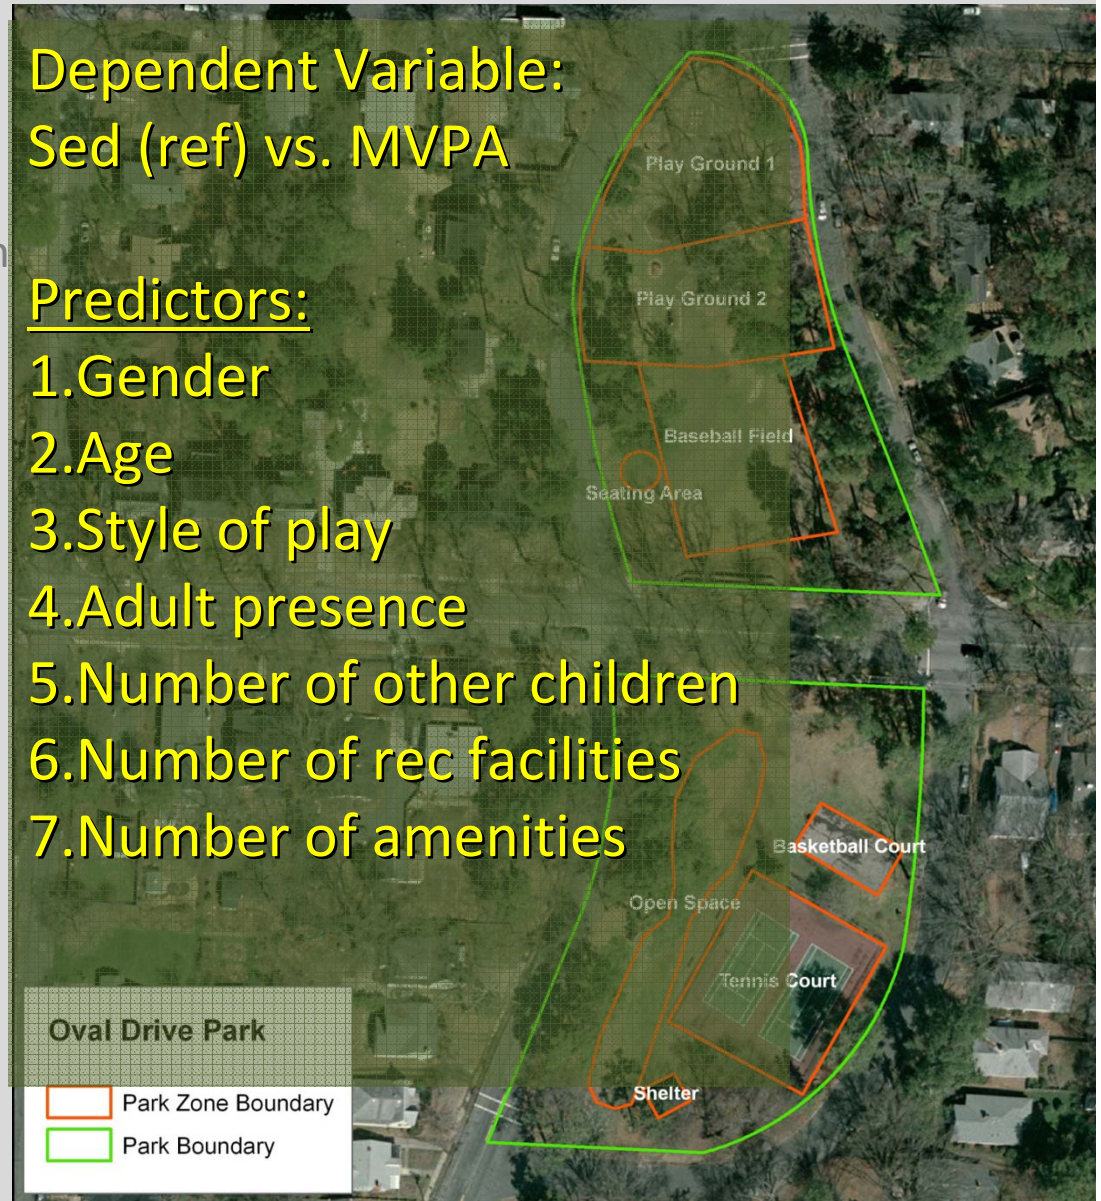 Dependent Variable:
Sed (ref) vs. MVPA
Predictors:
1.Gender
2.Age
3.Style of play
4.Adult presence
5.Number of other children
6.Number of rec facilities
7.Number of amenities
Play Ground 1
Play Ground 2
Baseball Field
Seating Area
Basketball Court
Open Space
Tennis Court
Shelter
Oval Drive Park
Park Zone Boundary
Park Boundary